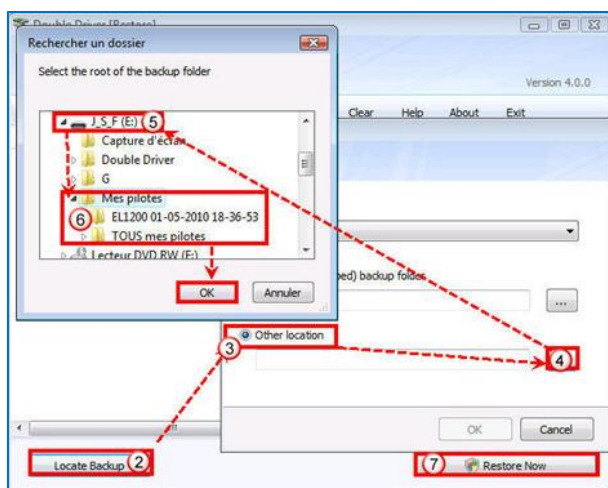 Double Driver [Restore]
Rechercher un dossier
Select the root of the backup folder
Version 4.0.0
Clear Help About Exit
J_S_F (E:) 5
Capture d'écran
Double Driver
G
Mes pilotes
6 EL1200 01-05-2010 18-36-53
TOUS mes pilotes
Lecteur DVD RW (F:)
OK Annuler
backup folder
...
Other location
3
4
OK Cancel
Locate Backup 2
7 Restore Now